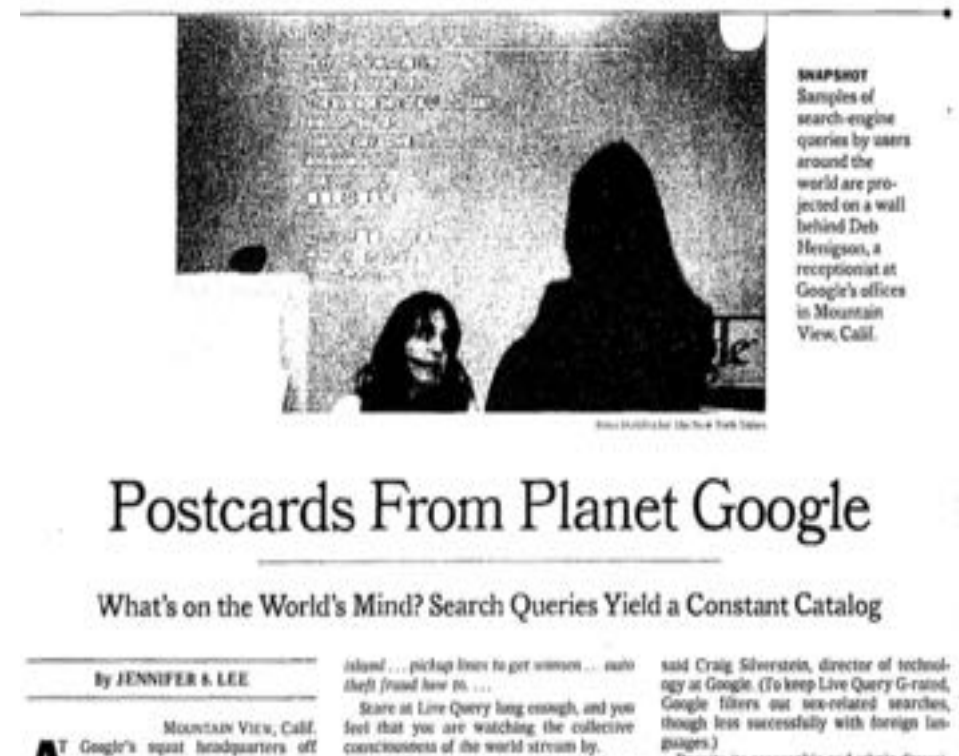 SNAPSHOT
Samples of
search-engine
queries by users
around the
world are pro-
jected on a wall
behind Deb
Henigson, a
receptionist at
Google's offices
in Mountain
View, Calif.
for The New York Times
Postcards From Planet Google
What's on the World's Mind? Search Queries Yield a Constant Catalog
By JENNIFER 8. LEE
MOUNTAIN VIEW, Calif.
AT Google's squat headquarters off
island . . . pickup lines to get women . . . auto
theft fraud how to. . . .
Stare at Live Query long enough, and you
feel that you are watching the collective
consciousness of the world stream by.
said Craig Silverstein, director of technol-
ogy at Google. (To keep Live Query G-rated,
Google filters out sex-related searches,
though less successfully with foreign lan-
guages.)